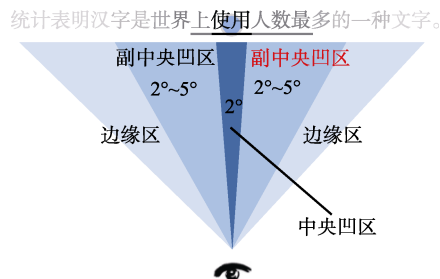 统计表明汉字是世界上使用人数最多的一种文字。
副中央凹区 副中央凹区
2°~5° 2°~5°
2°
边缘区 边缘区
中央凹区